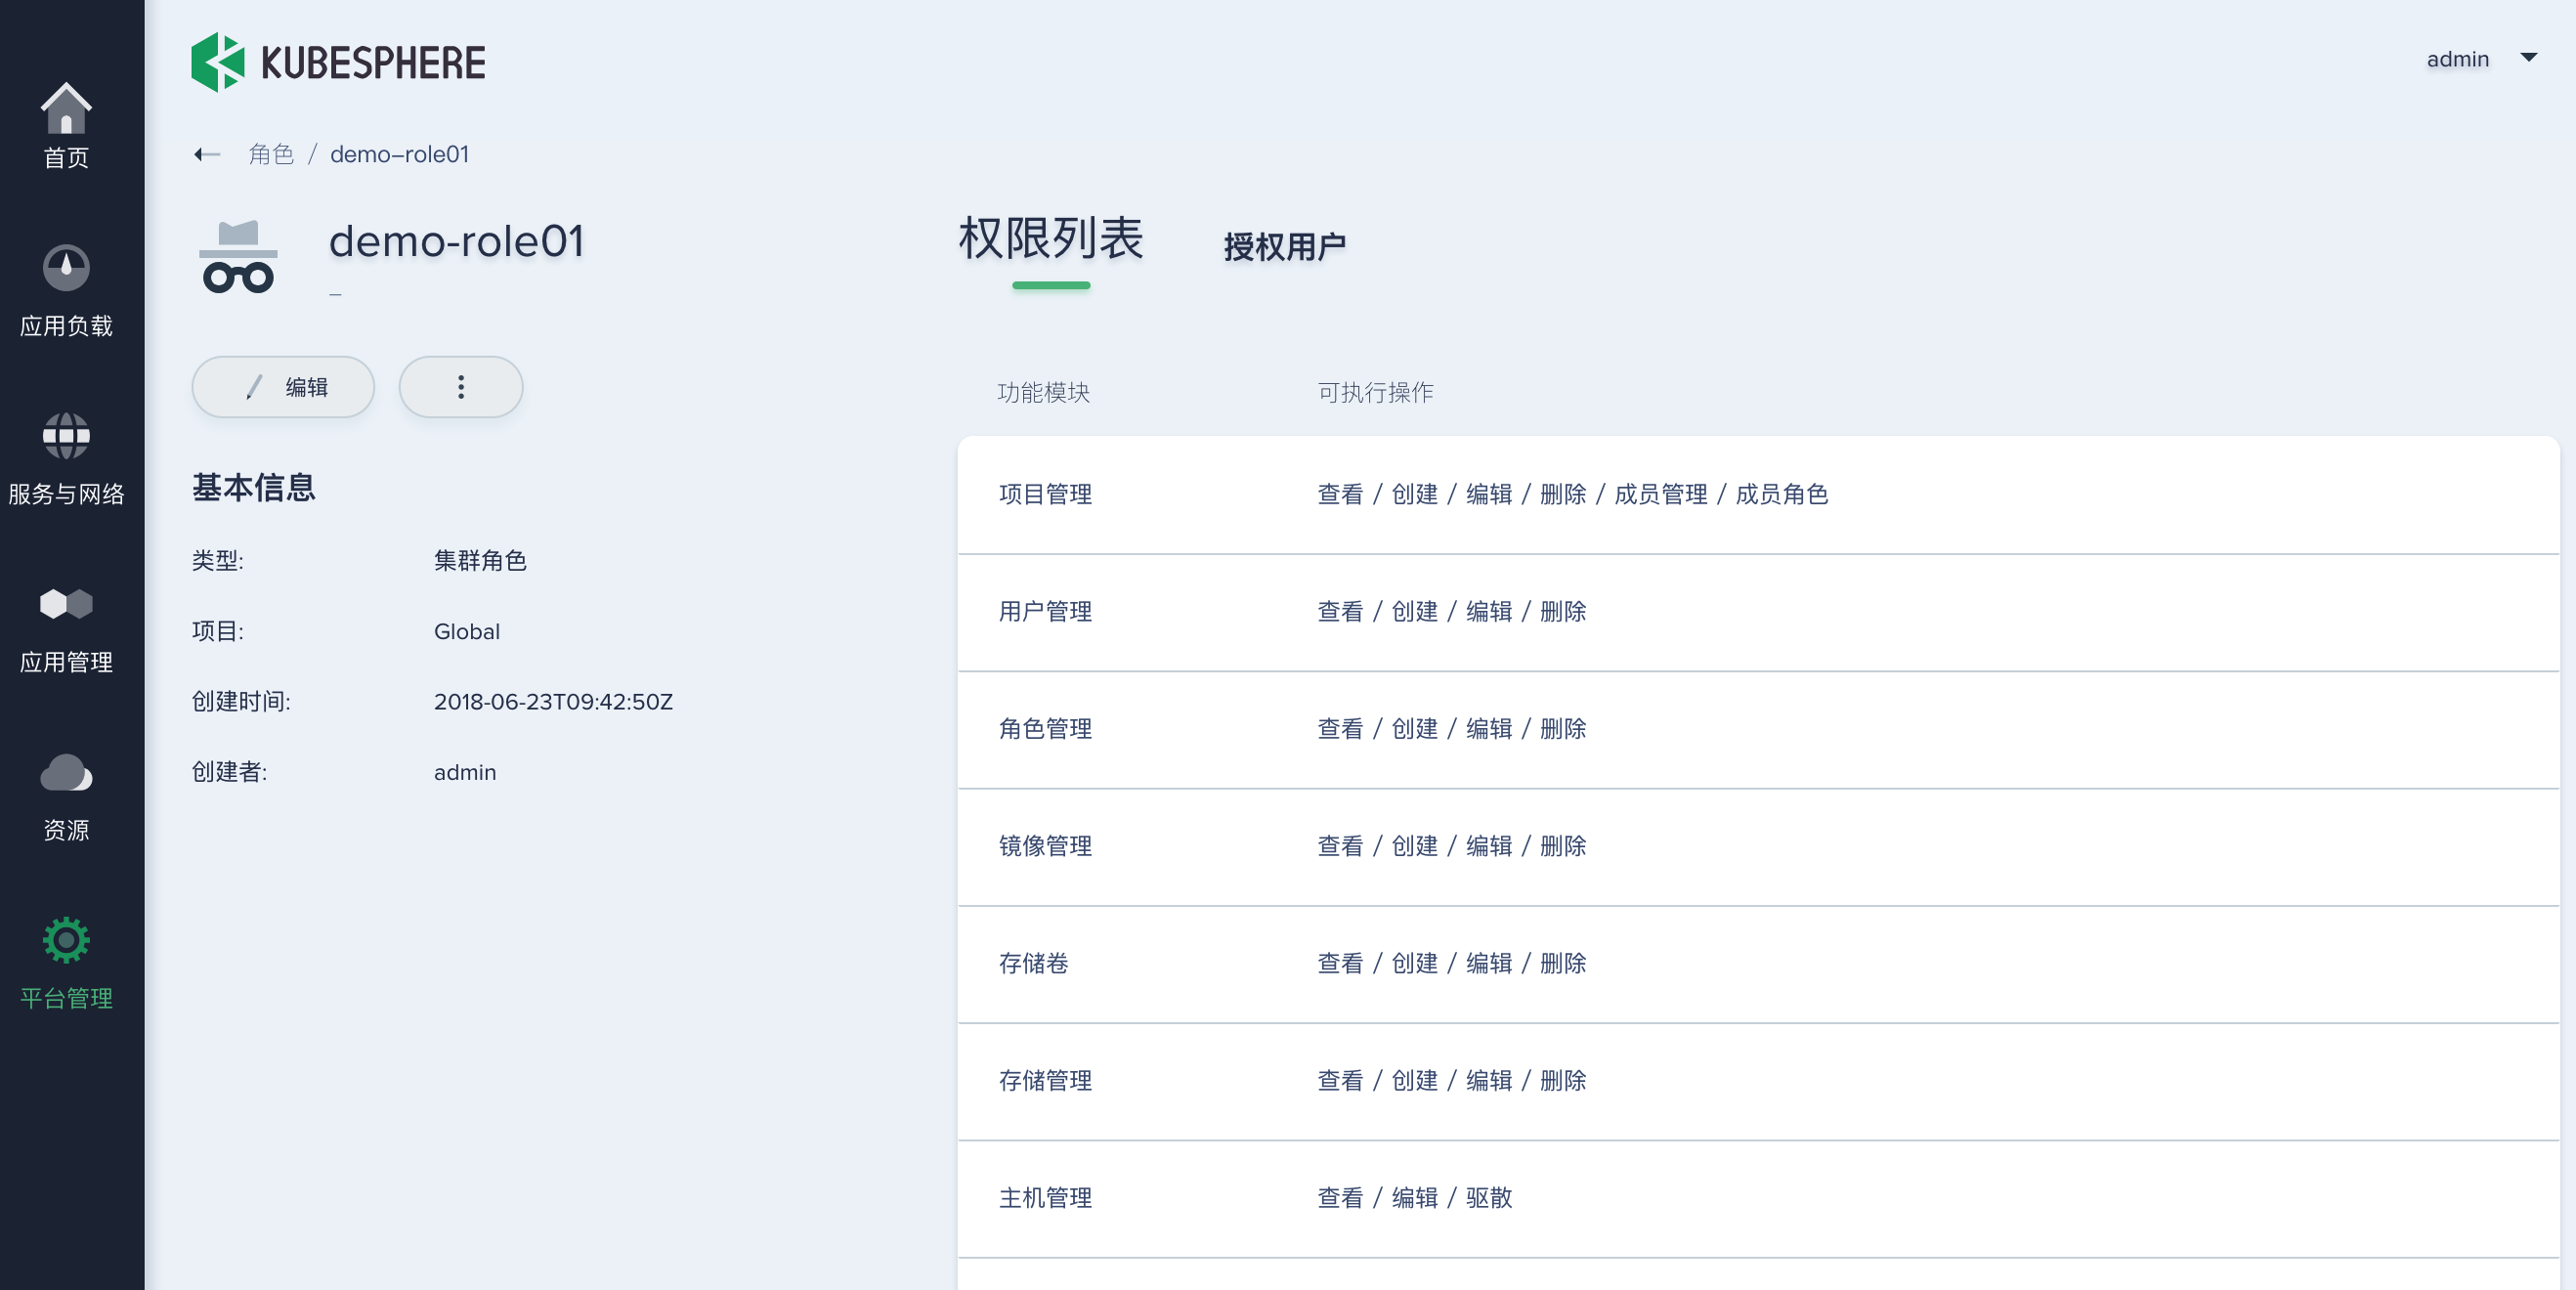 KUBESPHERE
admin
首页
应用负载
服务与网络
应用管理
资源
平台管理
角色 / demo-role01
demo-role01
-
编辑
基本信息
类型: 集群角色
项目: Global
创建时间: 2018-06-23T09:42:50Z
创建者: admin
权限列表 授权用户
功能模块 可执行操作
项目管理 查看 / 创建 / 编辑 / 删除 / 成员管理 / 成员角色
用户管理 查看 / 创建 / 编辑 / 删除
角色管理 查看 / 创建 / 编辑 / 删除
镜像管理 查看 / 创建 / 编辑 / 删除
存储卷 查看 / 创建 / 编辑 / 删除
存储管理 查看 / 创建 / 编辑 / 删除
主机管理 查看 / 编辑 / 驱散